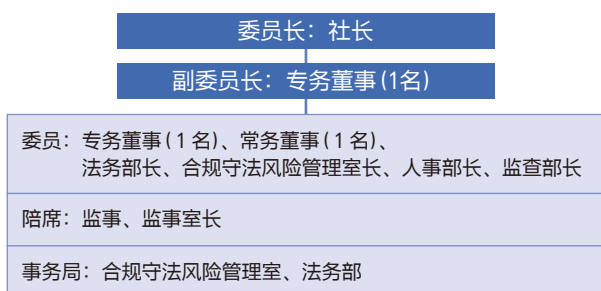 委员长：社长
副委员长：专务董事(1名)
委员：专务董事(1名)、常务董事(1名)、
法务部长、合规守法风险管理室长、人事部长、监查部长
陪席：监事、监事室长
事务局：合规守法风险管理室、法务部